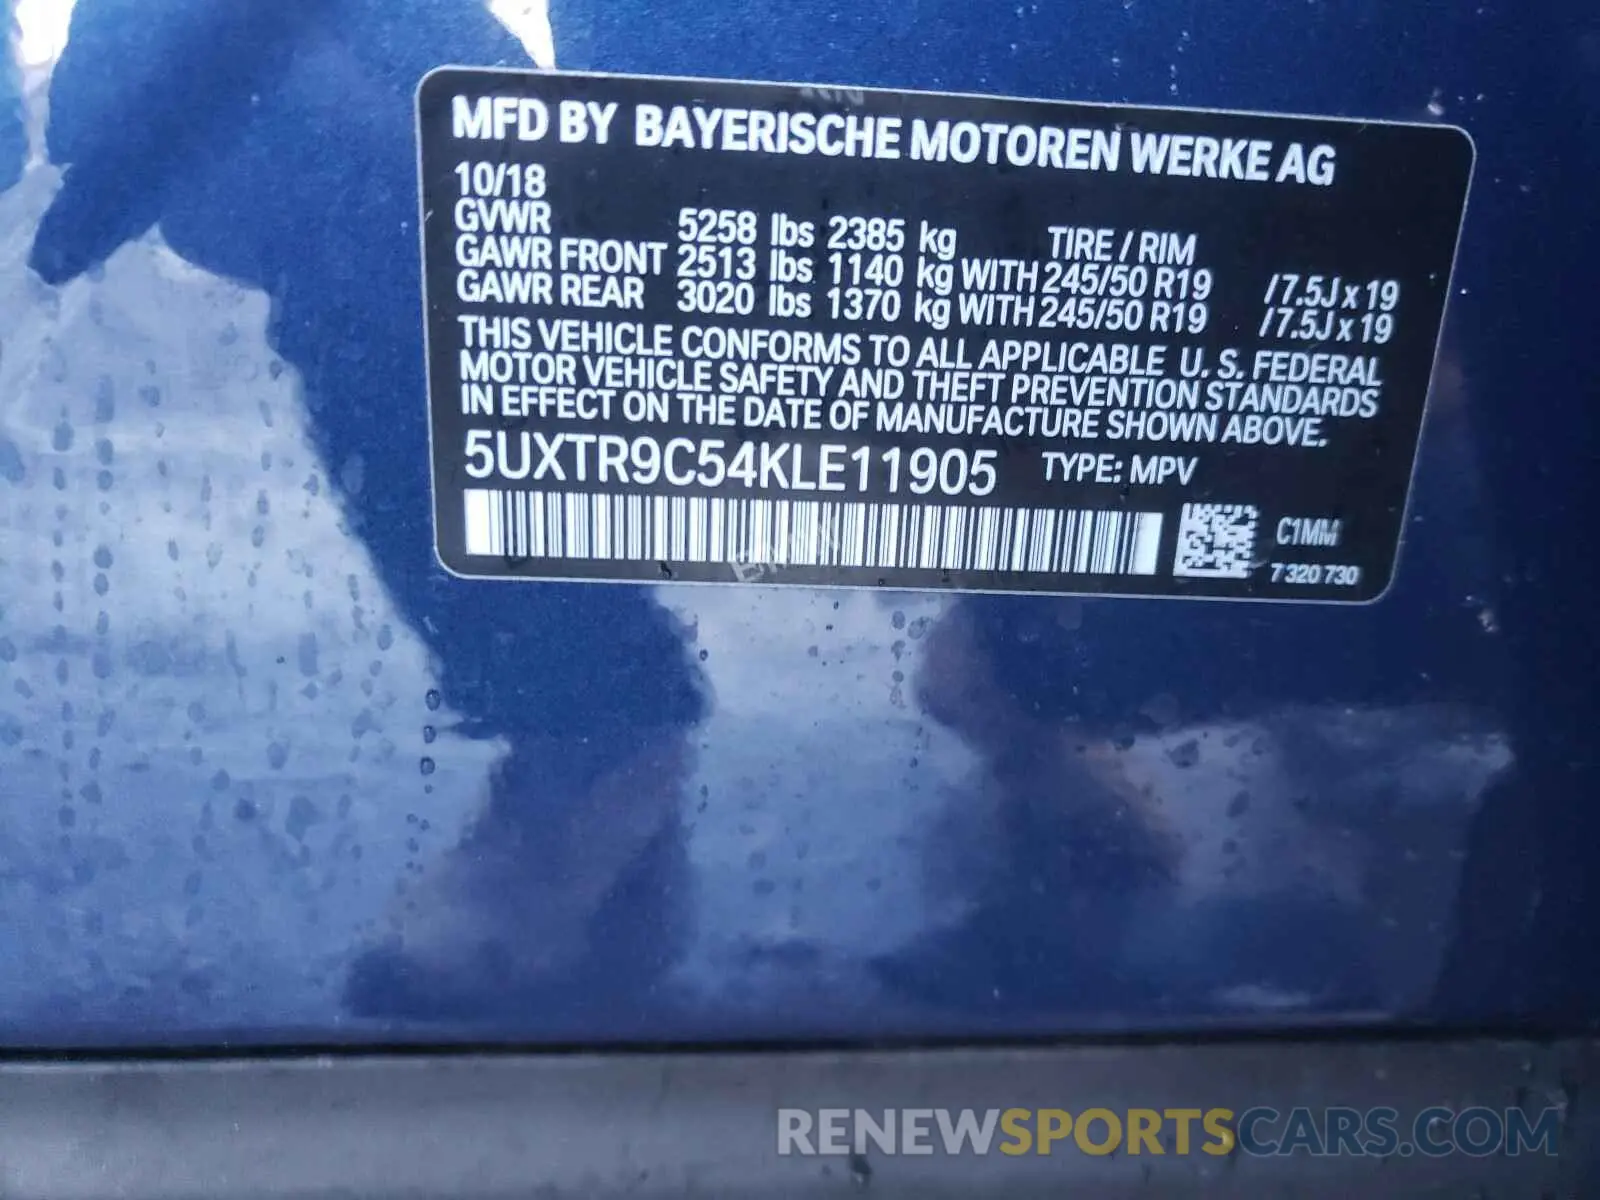 MFD BY BAYERISCHE MOTOREN WERKE AG
10/18
GVWR 5258 lbs 2385 kg TIRE / RIM
GAWR FRONT 2513 lbs 1140 kg WITH 245/50 R19 / 7.5J x 19
GAWR REAR 3020 lbs 1370 kg WITH 245/50 R19 / 7.5J x 19
THIS VEHICLE CONFORMS TO ALL APPLICABLE U. S. FEDERAL
MOTOR VEHICLE SAFETY AND THEFT PREVENTION STANDARDS
IN EFFECT ON THE DATE OF MANUFACTURE SHOWN ABOVE.
5UXTR9C54KLE11905 TYPE: MPV
C1MM
7 320 730
RENEWSPORTSCARS.COM